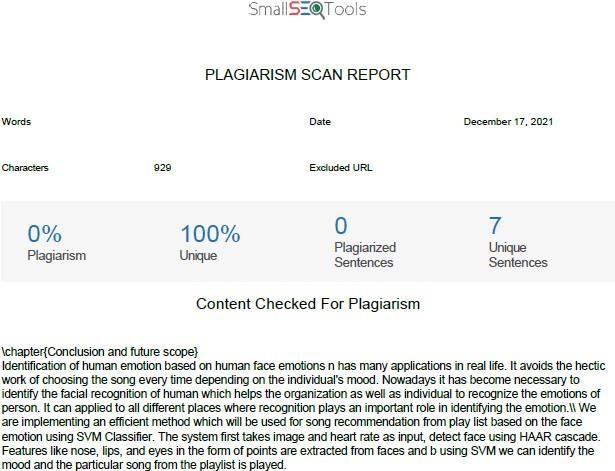 SmallSEOTools
PLAGIARISM SCAN REPORT
Words Date December 17, 2021
Characters 929 Excluded URL
0% 100% 0 7
Plagiarism Unique Plagiarized Sentences Unique Sentences
Content Checked For Plagiarism
\chapter{Conclusion and future scope}
Identification of human emotion based on human face emotions n has many applications in real life. It avoids the hectic
work of choosing the song every time depending on the individual's mood. Nowadays it has become necessary to
identify the facial recognition of human which helps the organization as well as individual to recognize the emotions of
person. It can applied to all different places where recognition plays an important role in identifying the emotion.\\ We
are implementing an efficient method which will be used for song recommendation from play list based on the face
emotion using SVM Classifier. The system first takes image and heart rate as input, detect face using HAAR cascade.
Features like nose, lips, and eyes in the form of points are extracted from faces and b using SVM we can identify the
mood and the particular song from the playlist is played.